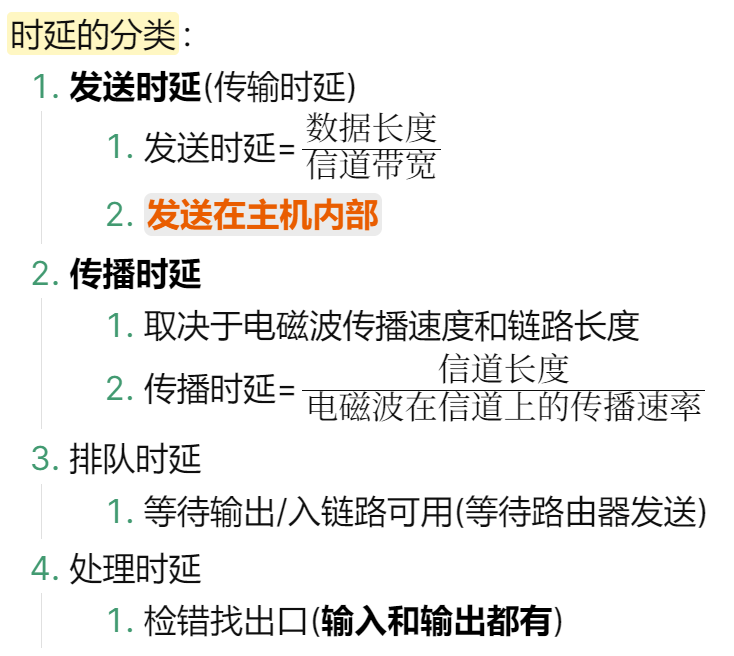 时延的分类：
1. 发送时延(传输时延)
1. 发送时延=数据长度/信道带宽
2. 发送在主机内部
2. 传播时延
1. 取决于电磁波传播速度和链路长度
2. 传播时延=信道长度/电磁波在信道上的传播速率
3. 排队时延
1. 等待输出/入链路可用(等待路由器发送)
4. 处理时延
1. 检错找出口(输入和输出都有)